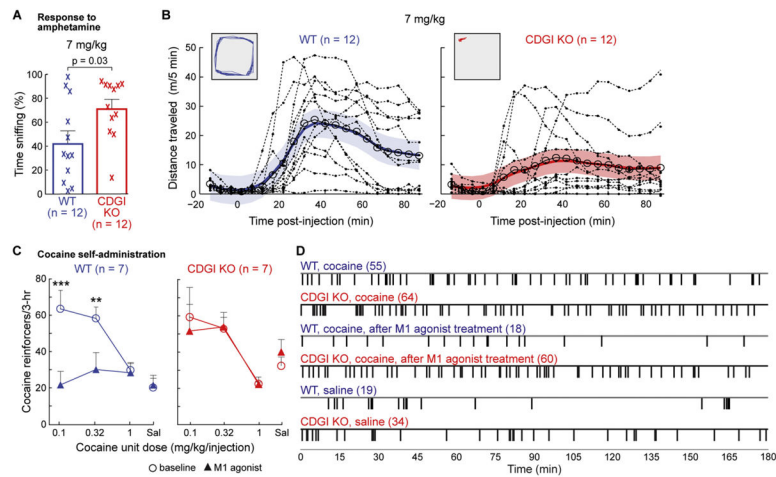 A
Response to
amphetamine
7 mg/kg
p = 0.03
Time sniffing (%)
100
80
60
40
20
0
WT
(n = 12)
CDGI
KO
(n = 12)
B
7 mg/kg
WT (n = 12)
CDGI KO (n = 12)
Distance traveled (m/5 min)
50
40
30
20
10
0
−20 0 20 40 60 80
Time post-injection (min)
50
40
30
20
10
0
−20 0 20 40 60 80
Time post-injection (min)
C
Cocaine self-administration
WT (n = 7)
CDGI KO (n = 7)
Cocaine reinforcers/3-hr
80
60
40
20
0
***
**
0.1 0.32 1 Sal
0.1 0.32 1 Sal
Cocaine unit dose (mg/kg/injection)
baseline
M1 agonist
D
WT, cocaine (55)
CDGI KO, cocaine (64)
WT, cocaine, after M1 agonist treatment (18)
CDGI KO, cocaine, after M1 agonist treatment (60)
WT, saline (19)
CDGI KO, saline (34)
0 15 30 45 60 75 90 105 120 135 150 165 180
Time (min)